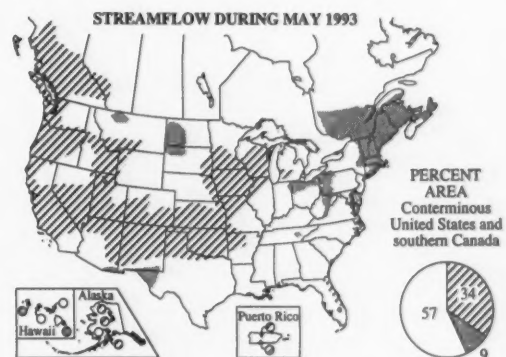 STREAMFLOW DURING MAY 1993
PERCENT
AREA
Conterminous
United States and
southern Canada
34
57
9
Alaska
Hawaii
Puerto Rico